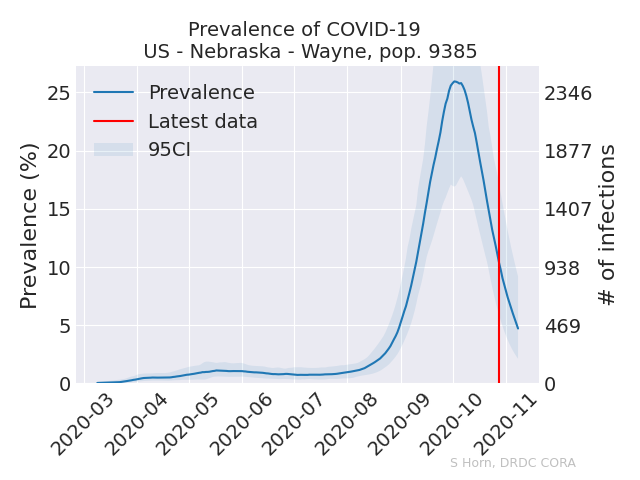 Prevalence of COVID-19
US - Nebraska - Wayne, pop. 9385
Prevalence
Latest data
95CI
Prevalence (%)
25
20
15
10
5
0
2346
1877
1407
938
469
0
# of infections
2020-03
2020-04
2020-05
2020-06
2020-07
2020-08
2020-09
2020-10
2020-11
S Horn, DRDC CORA